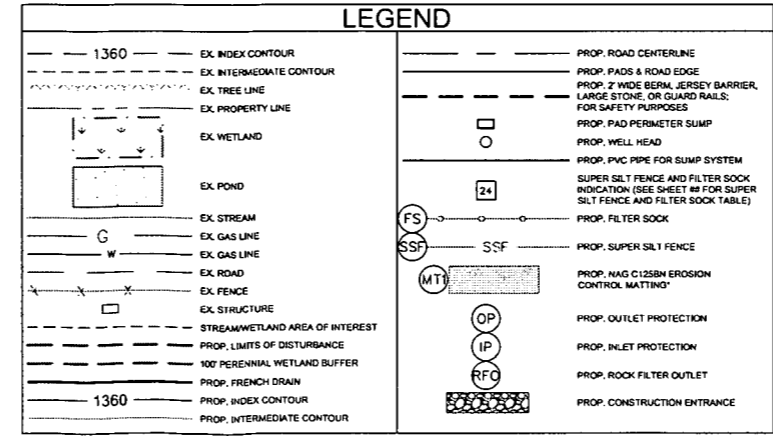 LEGEND
1360 EX. INDEX CONTOUR
EX. INTERMEDIATE CONTOUR
EX. TREE LINE
EX. PROPERTY LINE
EX. WETLAND
EX. POND
EX. STREAM
G EX. GAS LINE
W EX. GAS LINE
EX. ROAD
X X X EX. FENCE
EX. STRUCTURE
STREAM/WETLAND AREA OF INTEREST
PROP. LIMITS OF DISTURBANCE
100' PERENNIAL WETLAND BUFFER
PROP. FRENCH DRAIN
1360 PROP. INDEX CONTOUR
PROP. INTERMEDIATE CONTOUR
PROP. ROAD CENTERLINE
PROP. PADS & ROAD EDGE
PROP. 2' WIDE BERM, JERSEY BARRIER,
LARGE STONE, OR GUARD RAILS;
FOR SAFETY PURPOSES
PROP. PAD PERIMETER SUMP
PROP. WELL HEAD
PROP. PVC PIPE FOR SUMP SYSTEM
SUPER SILT FENCE AND FILTER SOCK
24 INDICATION (SEE SHEET ## FOR SUPER
SILT FENCE AND FILTER SOCK TABLE)
FS PROP. FILTER SOCK
SSF SSF PROP. SUPER SILT FENCE
MT1 PROP. NAG C125BN EROSION
CONTROL MATTING*
OP PROP. OUTLET PROTECTION
IP PROP. INLET PROTECTION
RFO PROP. ROCK FILTER OUTLET
PROP. CONSTRUCTION ENTRANCE